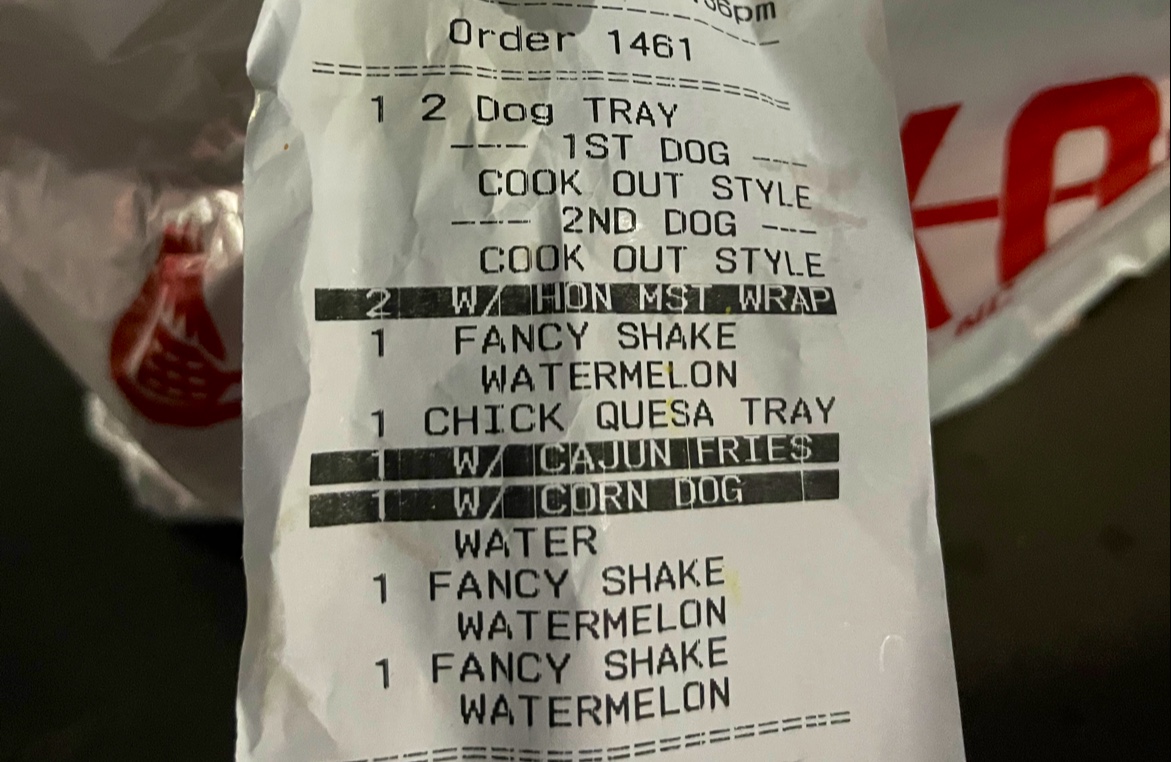 06pm
Order 1461
1 2 Dog TRAY
--- 1ST DOG ---
COOK OUT STYLE
--- 2ND DOG ---
COOK OUT STYLE
2 W/ HON MST WRAP
1 FANCY SHAKE
WATERMELON
1 CHICK QUESA TRAY
1 W/ CAJUN FRIES
1 W/ CORN DOG
WATER
1 FANCY SHAKE
WATERMELON
1 FANCY SHAKE
WATERMELON